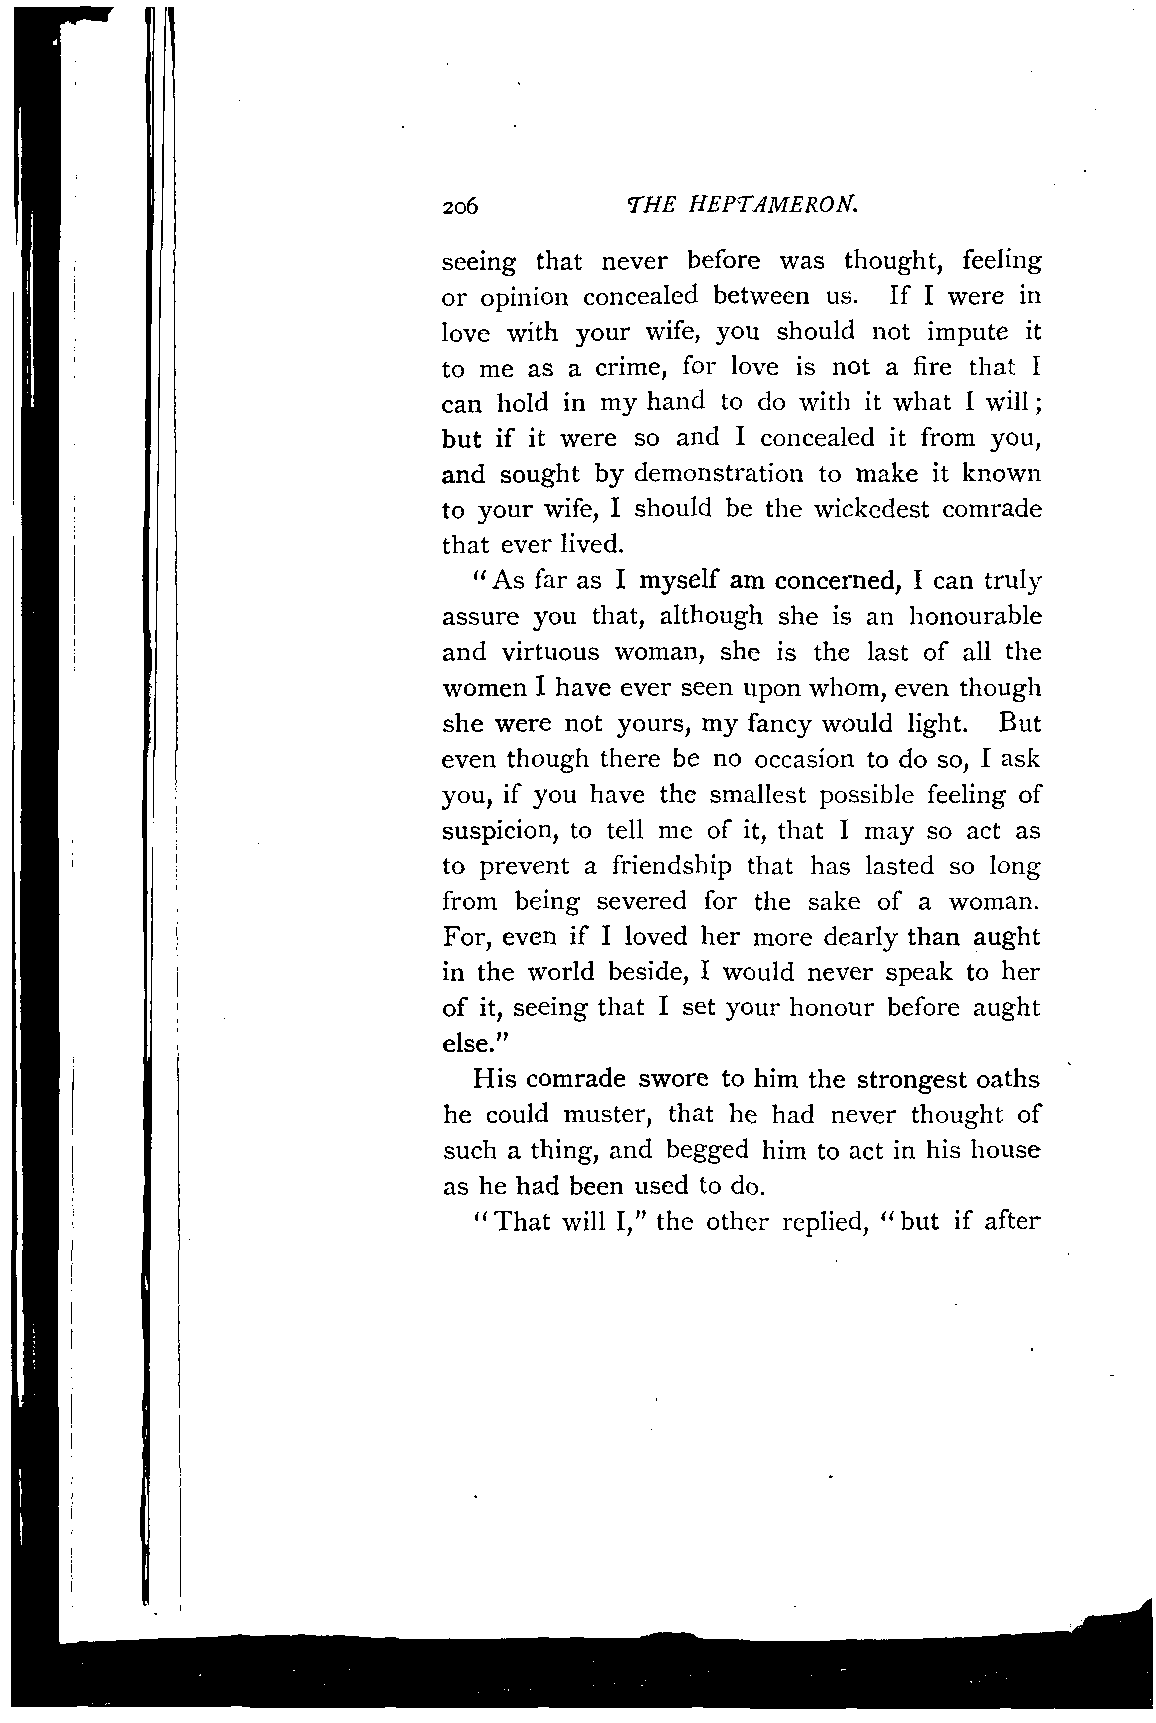 206 THE HEPTAMERON.
seeing that never before was thought, feeling
or opinion concealed between us. If I were in
love with your wife, you should not impute it
to me as a crime, for love is not a fire that I
can hold in my hand to do with it what I will;
but if it were so and I concealed it from you,
and sought by demonstration to make it known
to your wife, I should be the wickedest comrade
that ever lived.
"As far as I myself am concerned, I can truly
assure you that, although she is an honourable
and virtuous woman, she is the last of all the
women I have ever seen upon whom, even though
she were not yours, my fancy would light. But
even though there be no occasion to do so, I ask
you, if you have the smallest possible feeling of
suspicion, to tell me of it, that I may so act as
to prevent a friendship that has lasted so long
from being severed for the sake of a woman.
For, even if I loved her more dearly than aught
in the world beside, I would never speak to her
of it, seeing that I set your honour before aught
else."
His comrade swore to him the strongest oaths
he could muster, that he had never thought of
such a thing, and begged him to act in his house
as he had been used to do.
"That will I," the other replied, "but if after